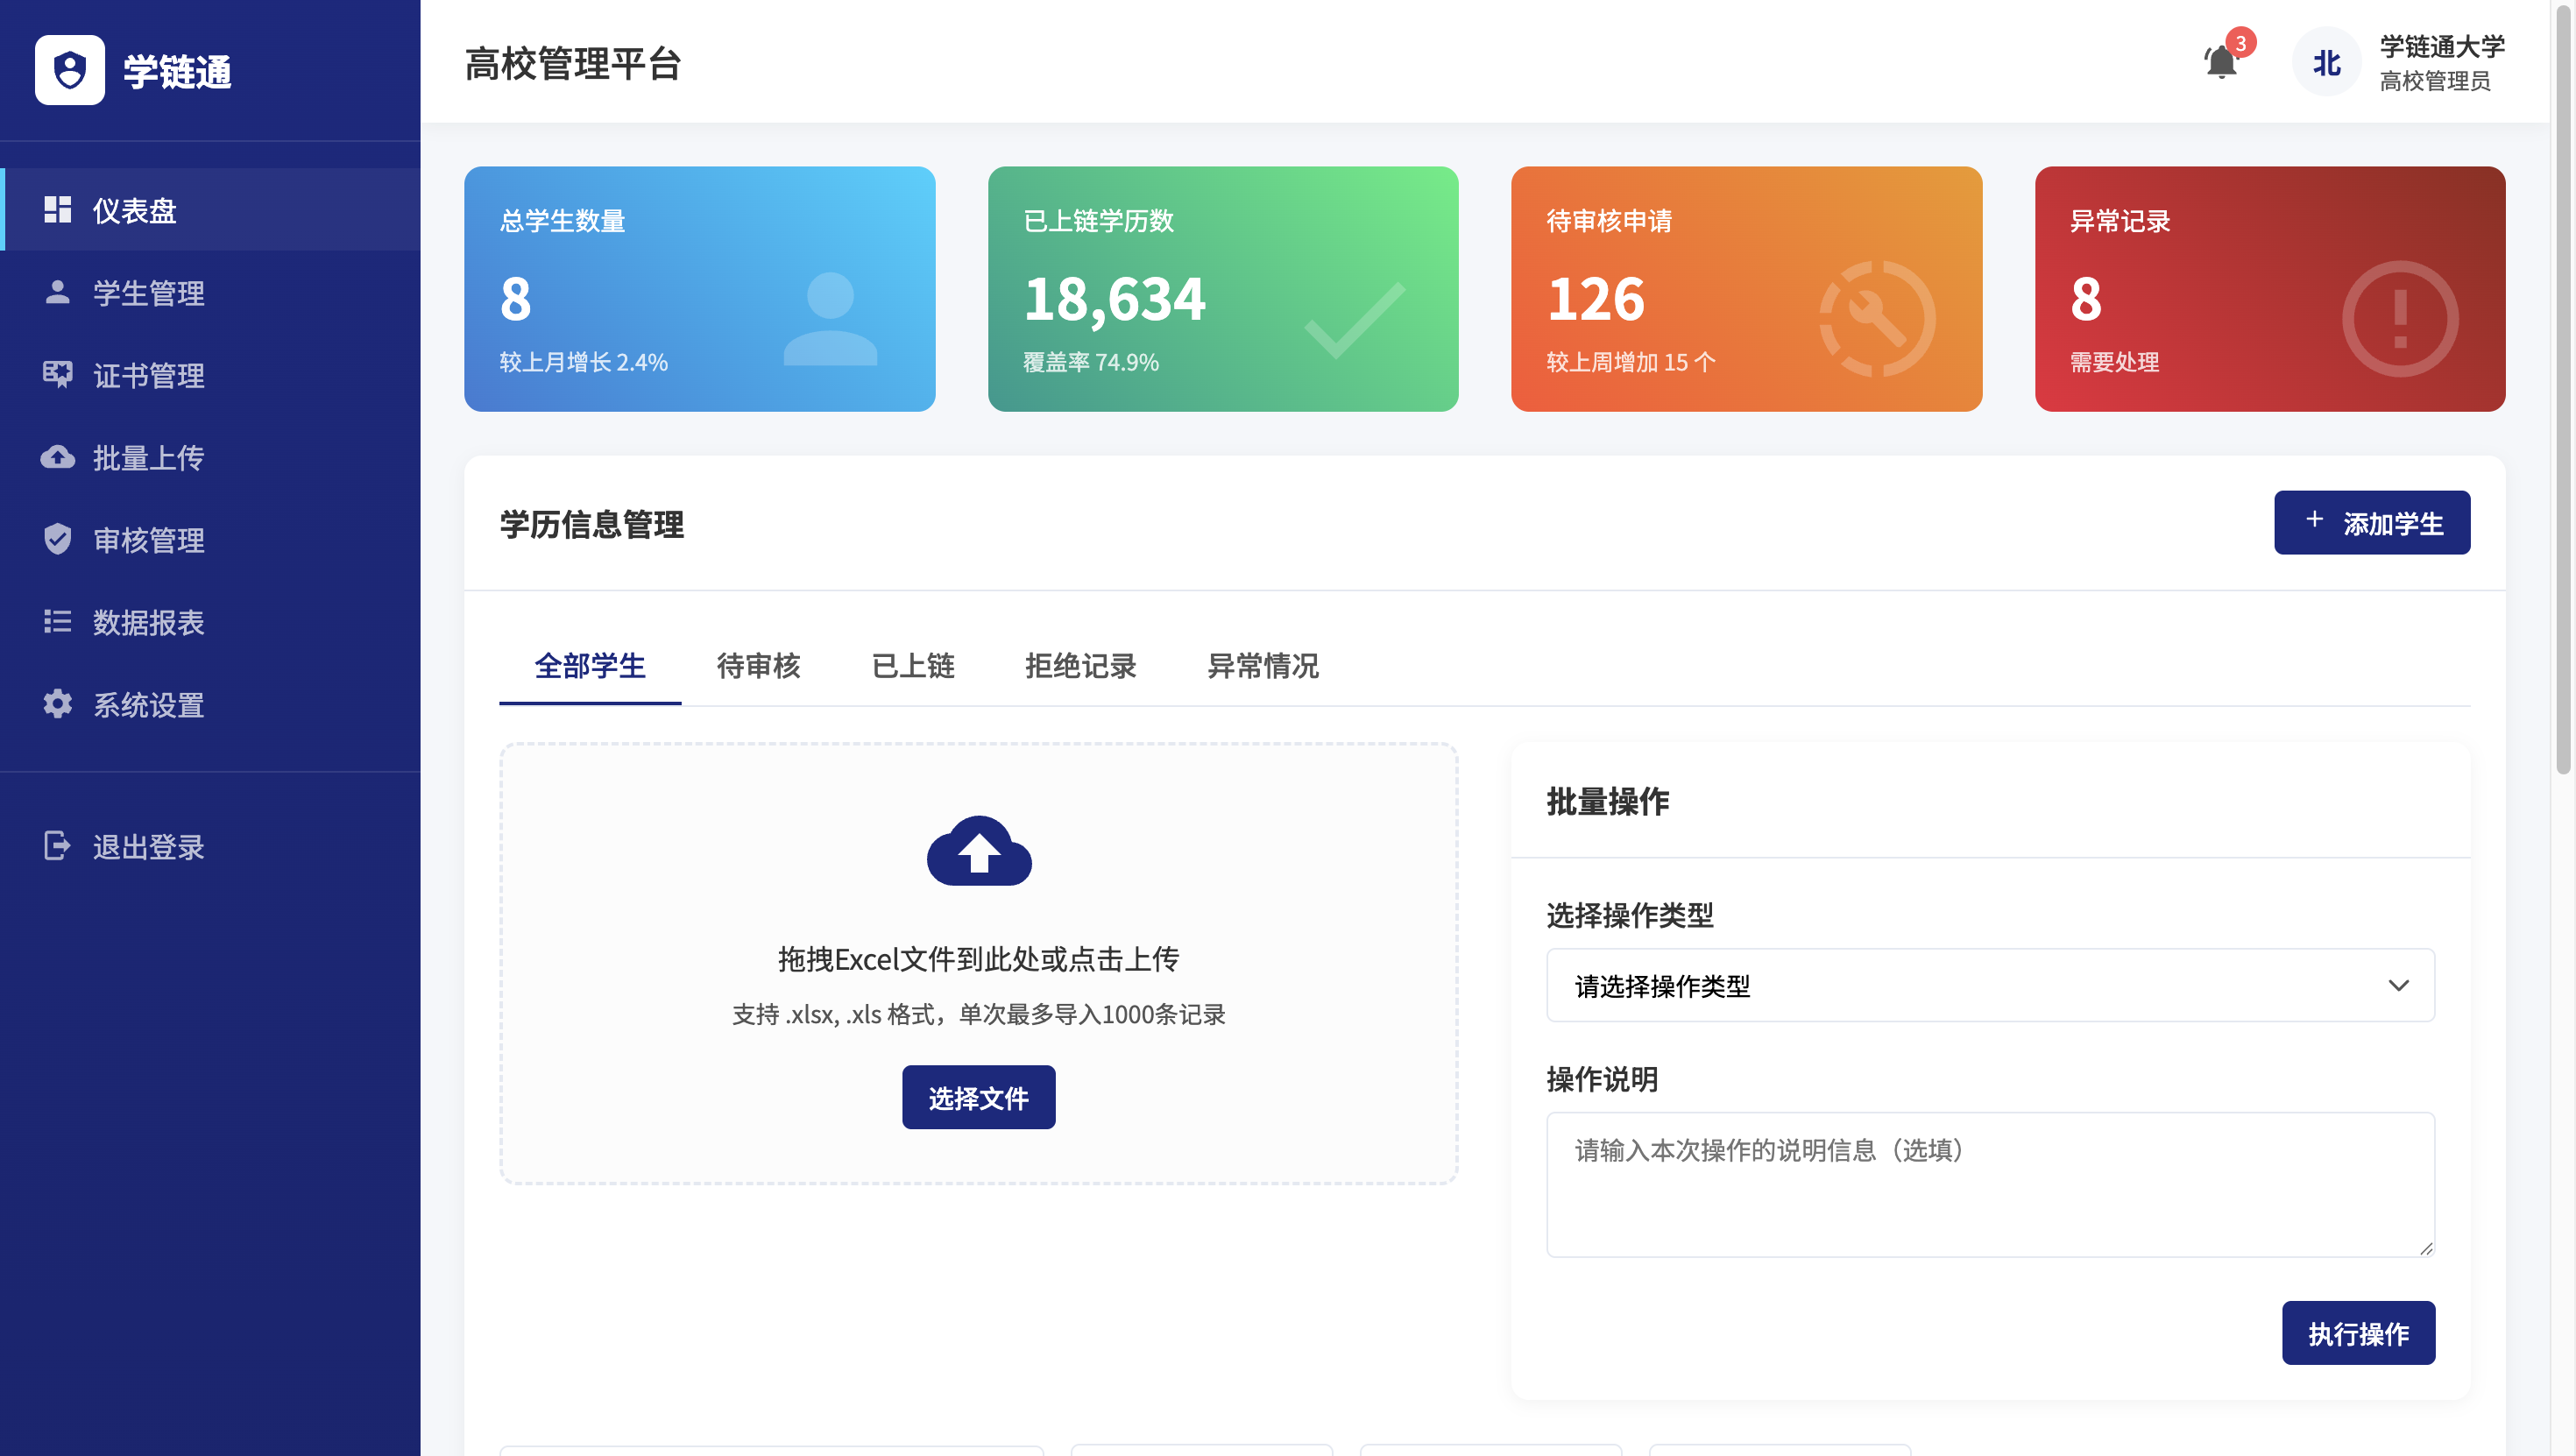 学链通
仪表盘
学生管理
证书管理
批量上传
审核管理
数据报表
系统设置
退出登录
高校管理平台
3
北
学链通大学
高校管理员
总学生数量
8
较上月增长 2.4%
已上链学历数
18,634
覆盖率 74.9%
待审核申请
126
较上周增加 15 个
异常记录
8
需要处理
学历信息管理
+ 添加学生
全部学生
待审核
已上链
拒绝记录
异常情况
拖拽Excel文件到此处或点击上传
支持 .xlsx, .xls 格式，单次最多导入1000条记录
选择文件
批量操作
选择操作类型
请选择操作类型
操作说明
请输入本次操作的说明信息（选填）
执行操作